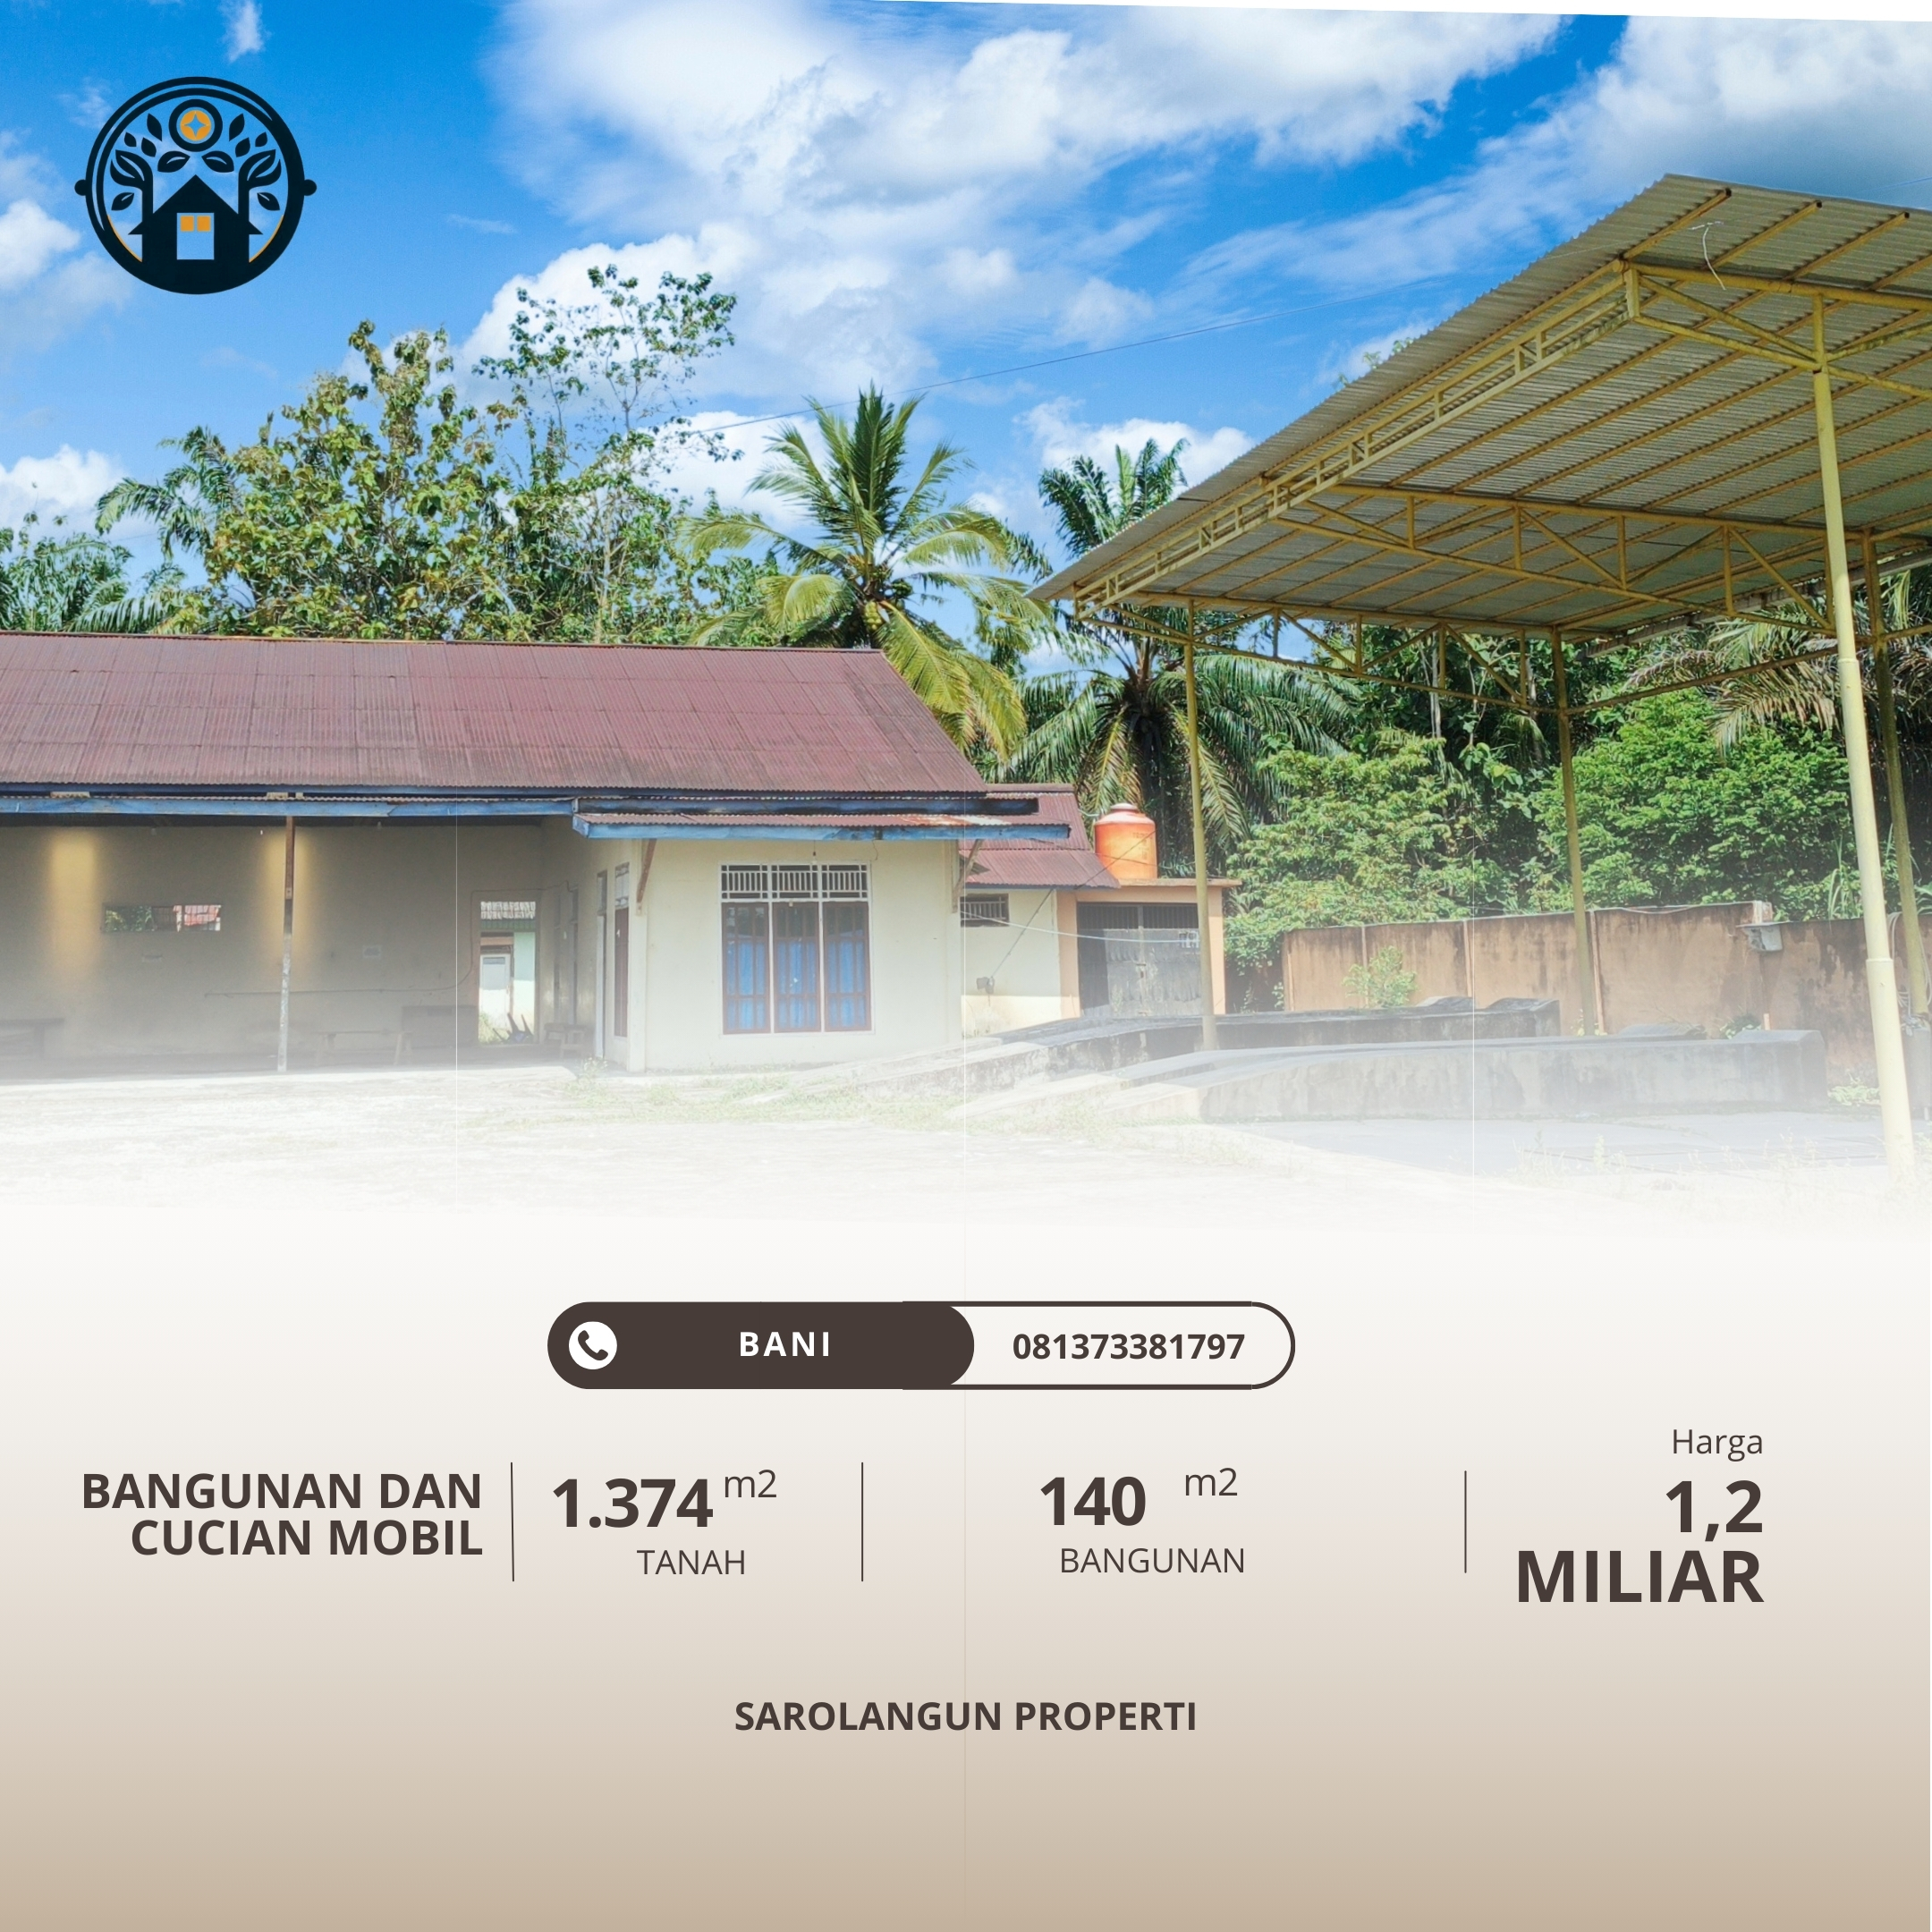 BANI
081373381797
BANGUNAN DAN
CUCIAN MOBIL
1.374 m2
TANAH
140 m2
BANGUNAN
Harga
1,2
MILIAR
SAROLANGUN PROPERTI